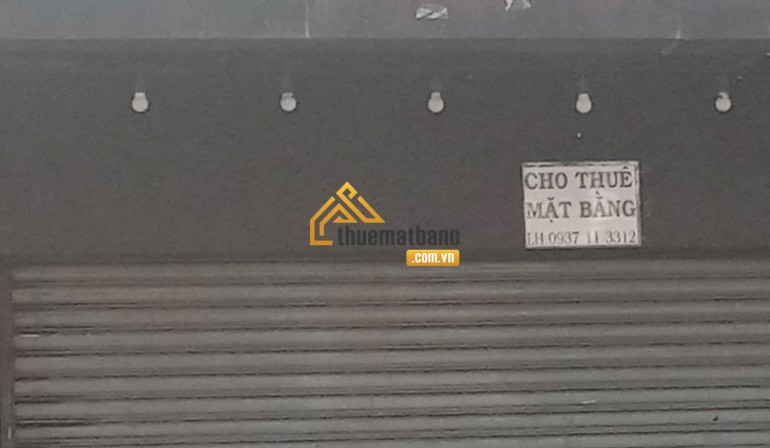 CHO THUÊ
MẶT BẰNG
LH.0937 11 3312
thuematbang
.com.vn